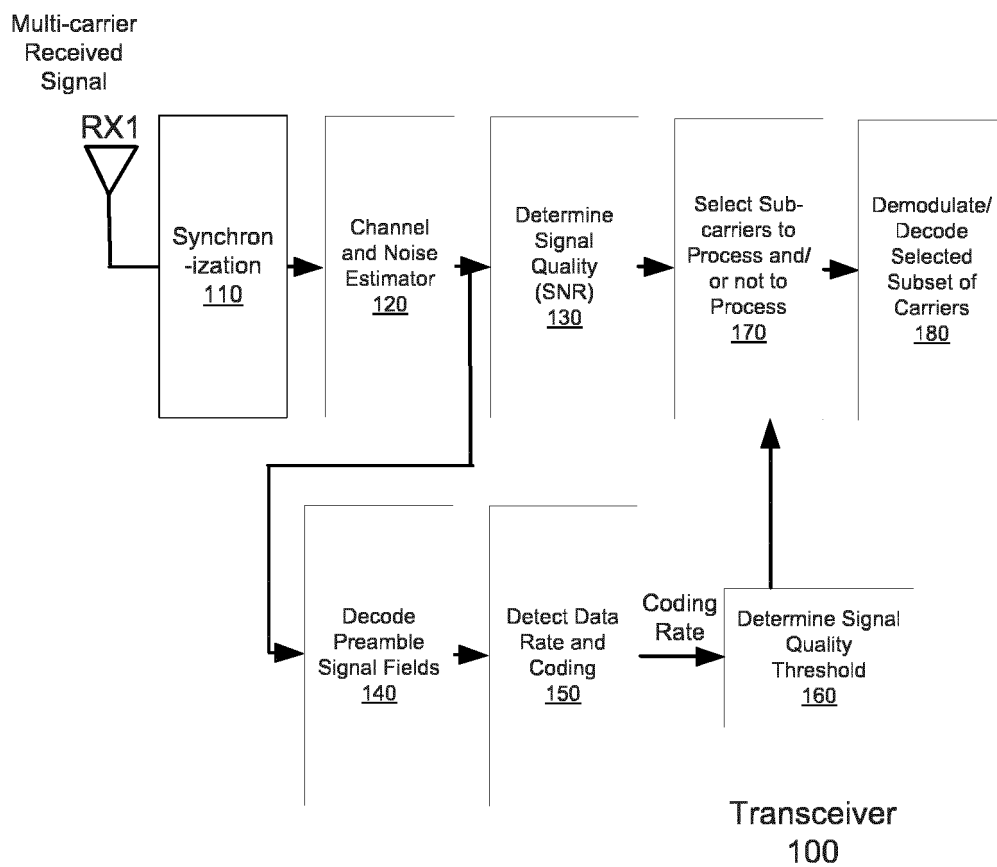 Multi-carrier
Received
Signal
RX1
Synchron
-ization
110
Channel
and Noise
Estimator
120
Determine
Signal
Quality
(SNR)
130
Select Sub-
carriers to
Process and/
or not to
Process
170
Demodulate/
Decode
Selected
Subset of
Carriers
180
Decode
Preamble
Signal Fields
140
Detect Data
Rate and
Coding
150
Coding
Rate
Determine Signal
Quality
Threshold
160
Transceiver
100